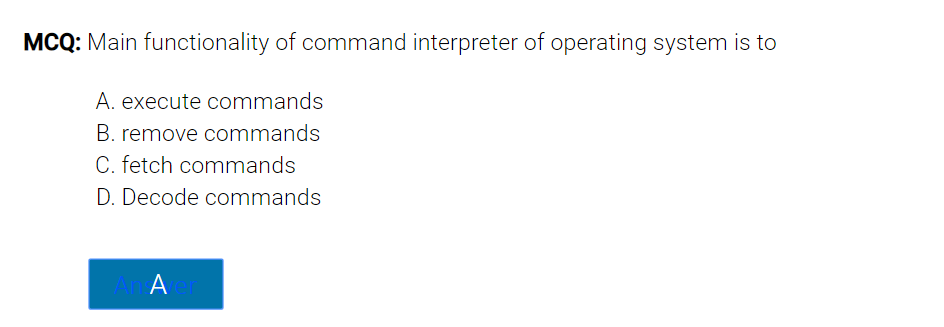 MCQ: Main functionality of command interpreter of operating system is to
A. execute commands
B. remove commands
C. fetch commands
D. Decode commands
A